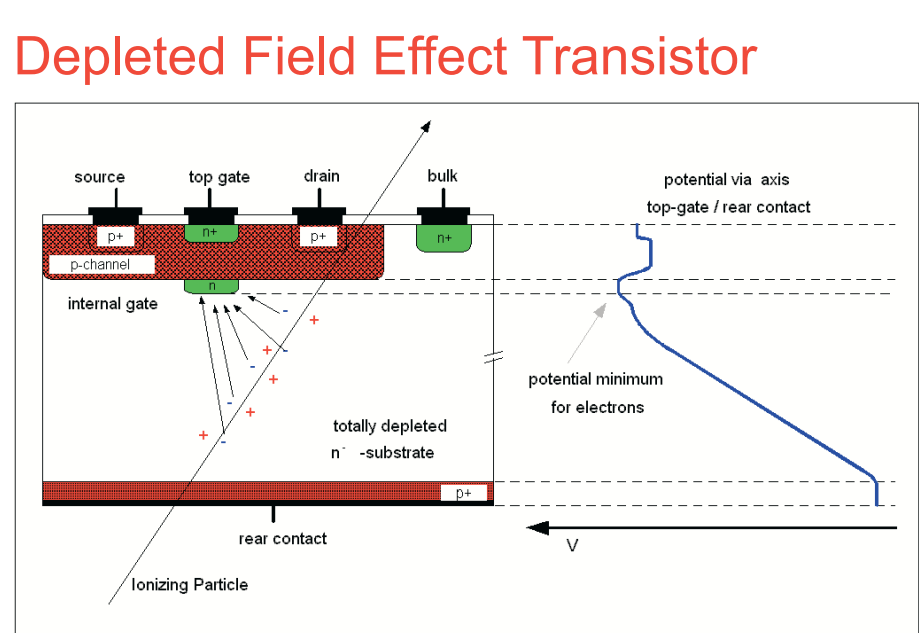 Depleted Field Effect Transistor
source
top gate
drain
bulk
potential via axis
top-gate / rear contact
p+
n+
p+
n+
p-channel
n
internal gate
-
+
+
-
-
+
-
+
+
-
potential minimum
for electrons
totally depleted
n⁻ -substrate
p+
rear contact
V
Ionizing Particle